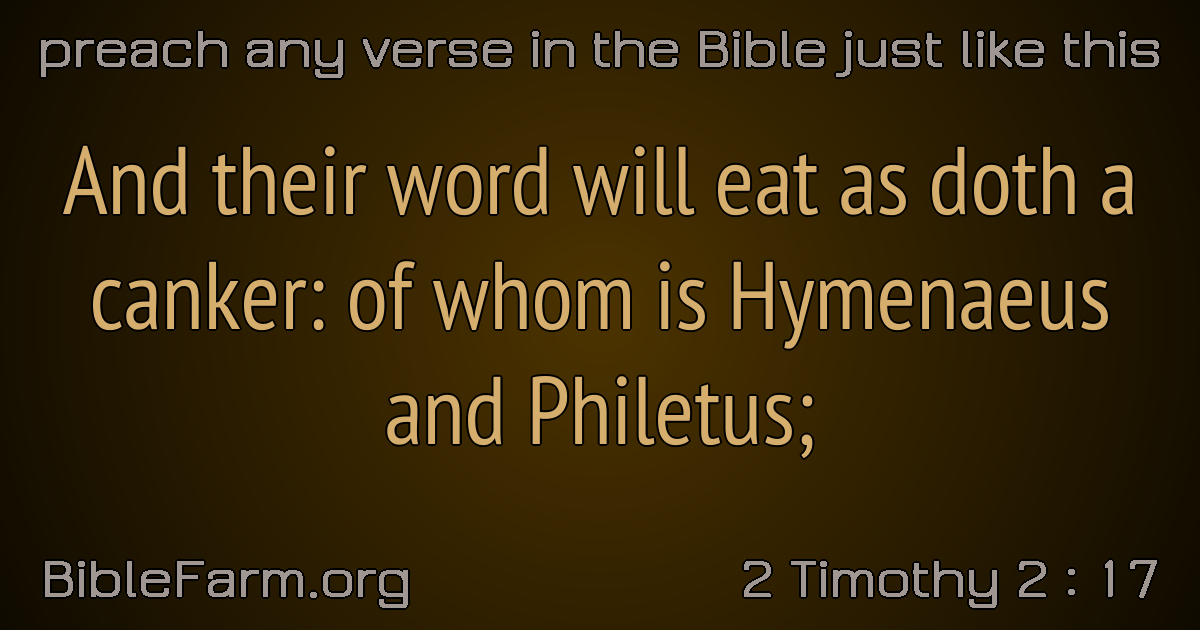 preach any verse in the Bible just like this
And their word will eat as doth a
canker: of whom is Hymenaeus
and Philetus;
BibleFarm.org
2 Timothy 2 : 17